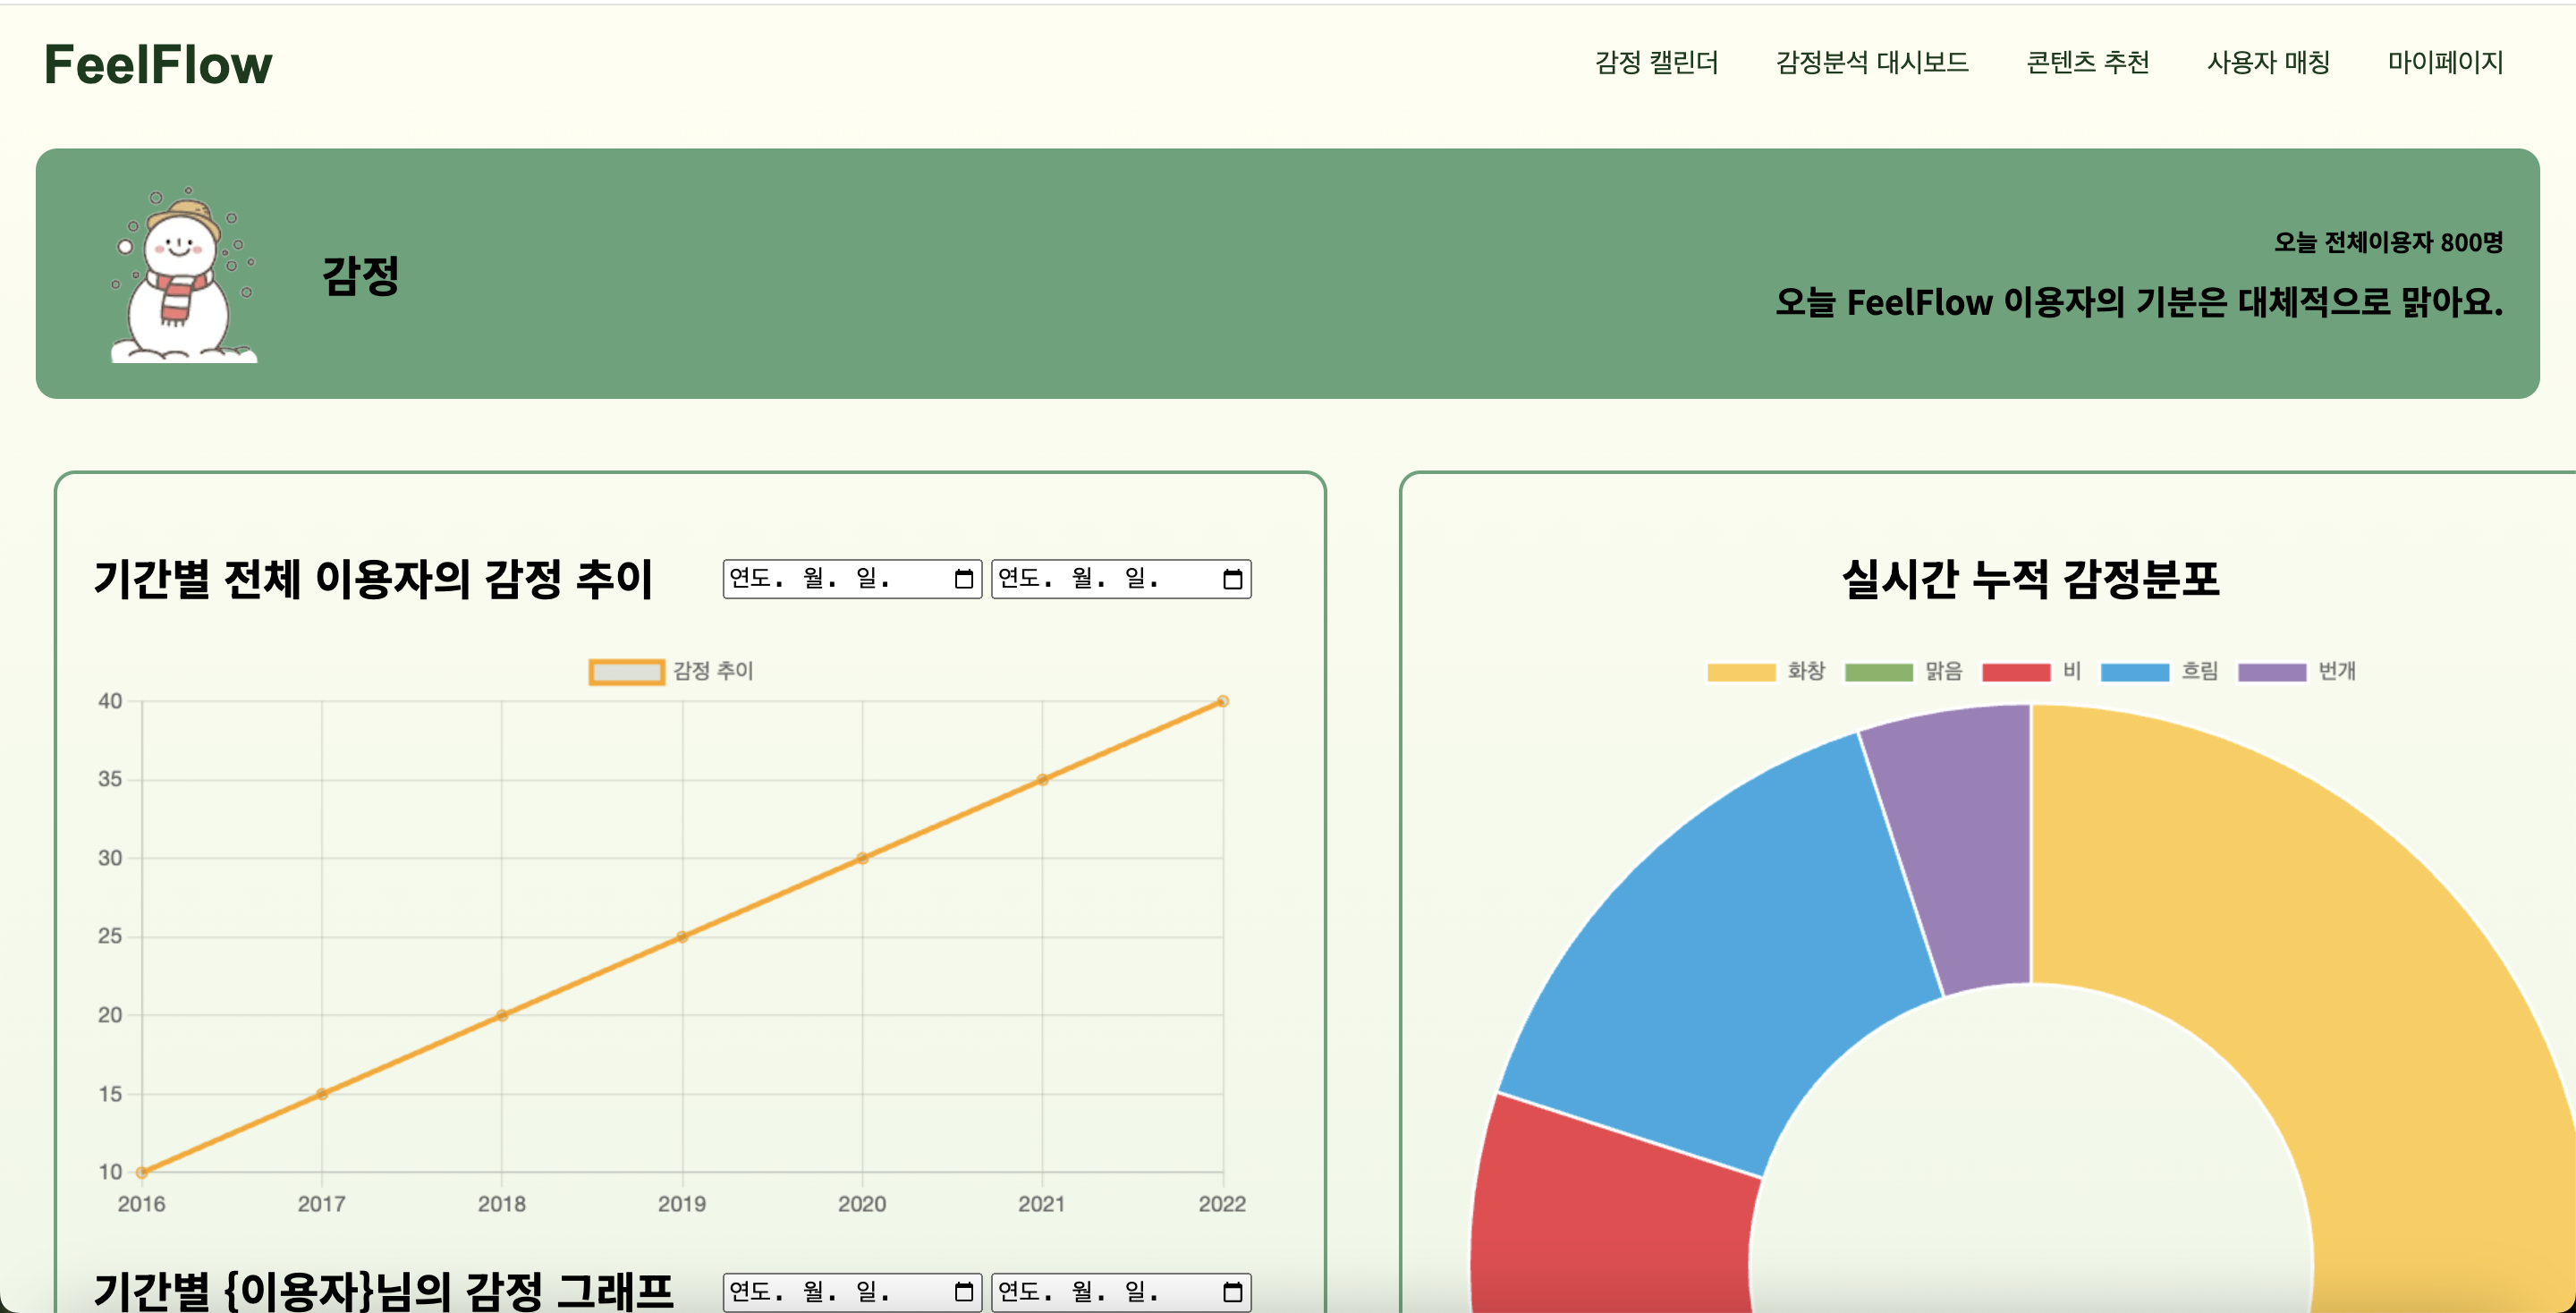 FeelFlow
감정 캘린더 감정분석 대시보드 콘텐츠 추천 사용자 매칭 마이페이지
감정
오늘 전체이용자 800명
오늘 FeelFlow 이용자의 기분은 대체적으로 맑아요.
기간별 전체 이용자의 감정 추이 연도. 월. 일. 연도. 월. 일.
감정 추이
40
35
30
25
20
15
10
2016 2017 2018 2019 2020 2021 2022
기간별 {이용자}님의 감정 그래프 연도. 월. 일. 연도. 월. 일.
실시간 누적 감정분포
화창 맑음 비 흐림 번개